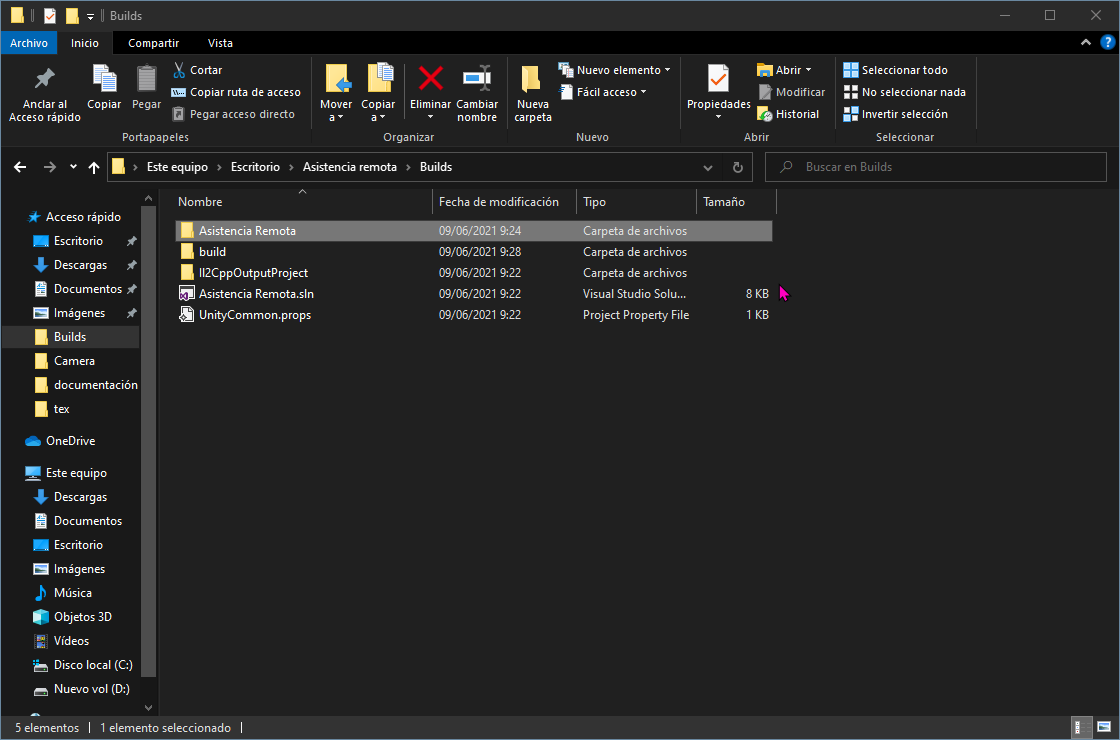 Builds
Archivo Inicio Compartir Vista
Anclar al Acceso rápido
Copiar
Pegar
Cortar
Copiar ruta de acceso
Pegar acceso directo
Portapapeles
Mover a
Copiar a
Eliminar
Cambiar nombre
Organizar
Nueva carpeta
Nuevo elemento
Fácil acceso
Nuevo
Propiedades
Abrir
Modificar
Historial
Abrir
Seleccionar todo
No seleccionar nada
Invertir selección
Seleccionar
Este equipo › Escritorio › Asistencia remota › Builds
Buscar en Builds
Acceso rápido
Escritorio
Descargas
Documentos
Imágenes
Builds
Camera
documentación
tex
OneDrive
Este equipo
Descargas
Documentos
Escritorio
Imágenes
Música
Objetos 3D
Vídeos
Disco local (C:)
Nuevo vol (D:)
Nombre Fecha de modificación Tipo Tamaño
Asistencia Remota 09/06/2021 9:24 Carpeta de archivos
build 09/06/2021 9:28 Carpeta de archivos
Il2CppOutputProject 09/06/2021 9:22 Carpeta de archivos
Asistencia Remota.sln 09/06/2021 9:22 Visual Studio Solu... 8 KB
UnityCommon.props 09/06/2021 9:22 Project Property File 1 KB
5 elementos 1 elemento seleccionado